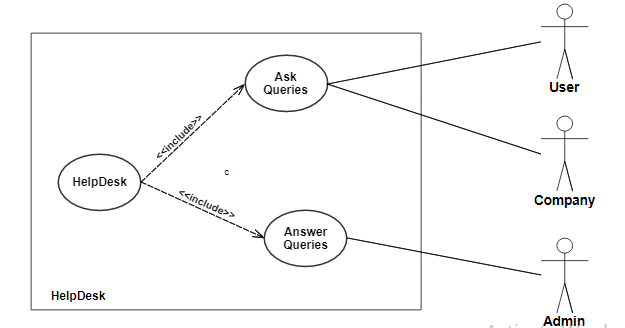 Ask
Queries
User
<<include>>
c
HelpDesk
<<include>>
Company
Answer
Queries
HelpDesk
Admin